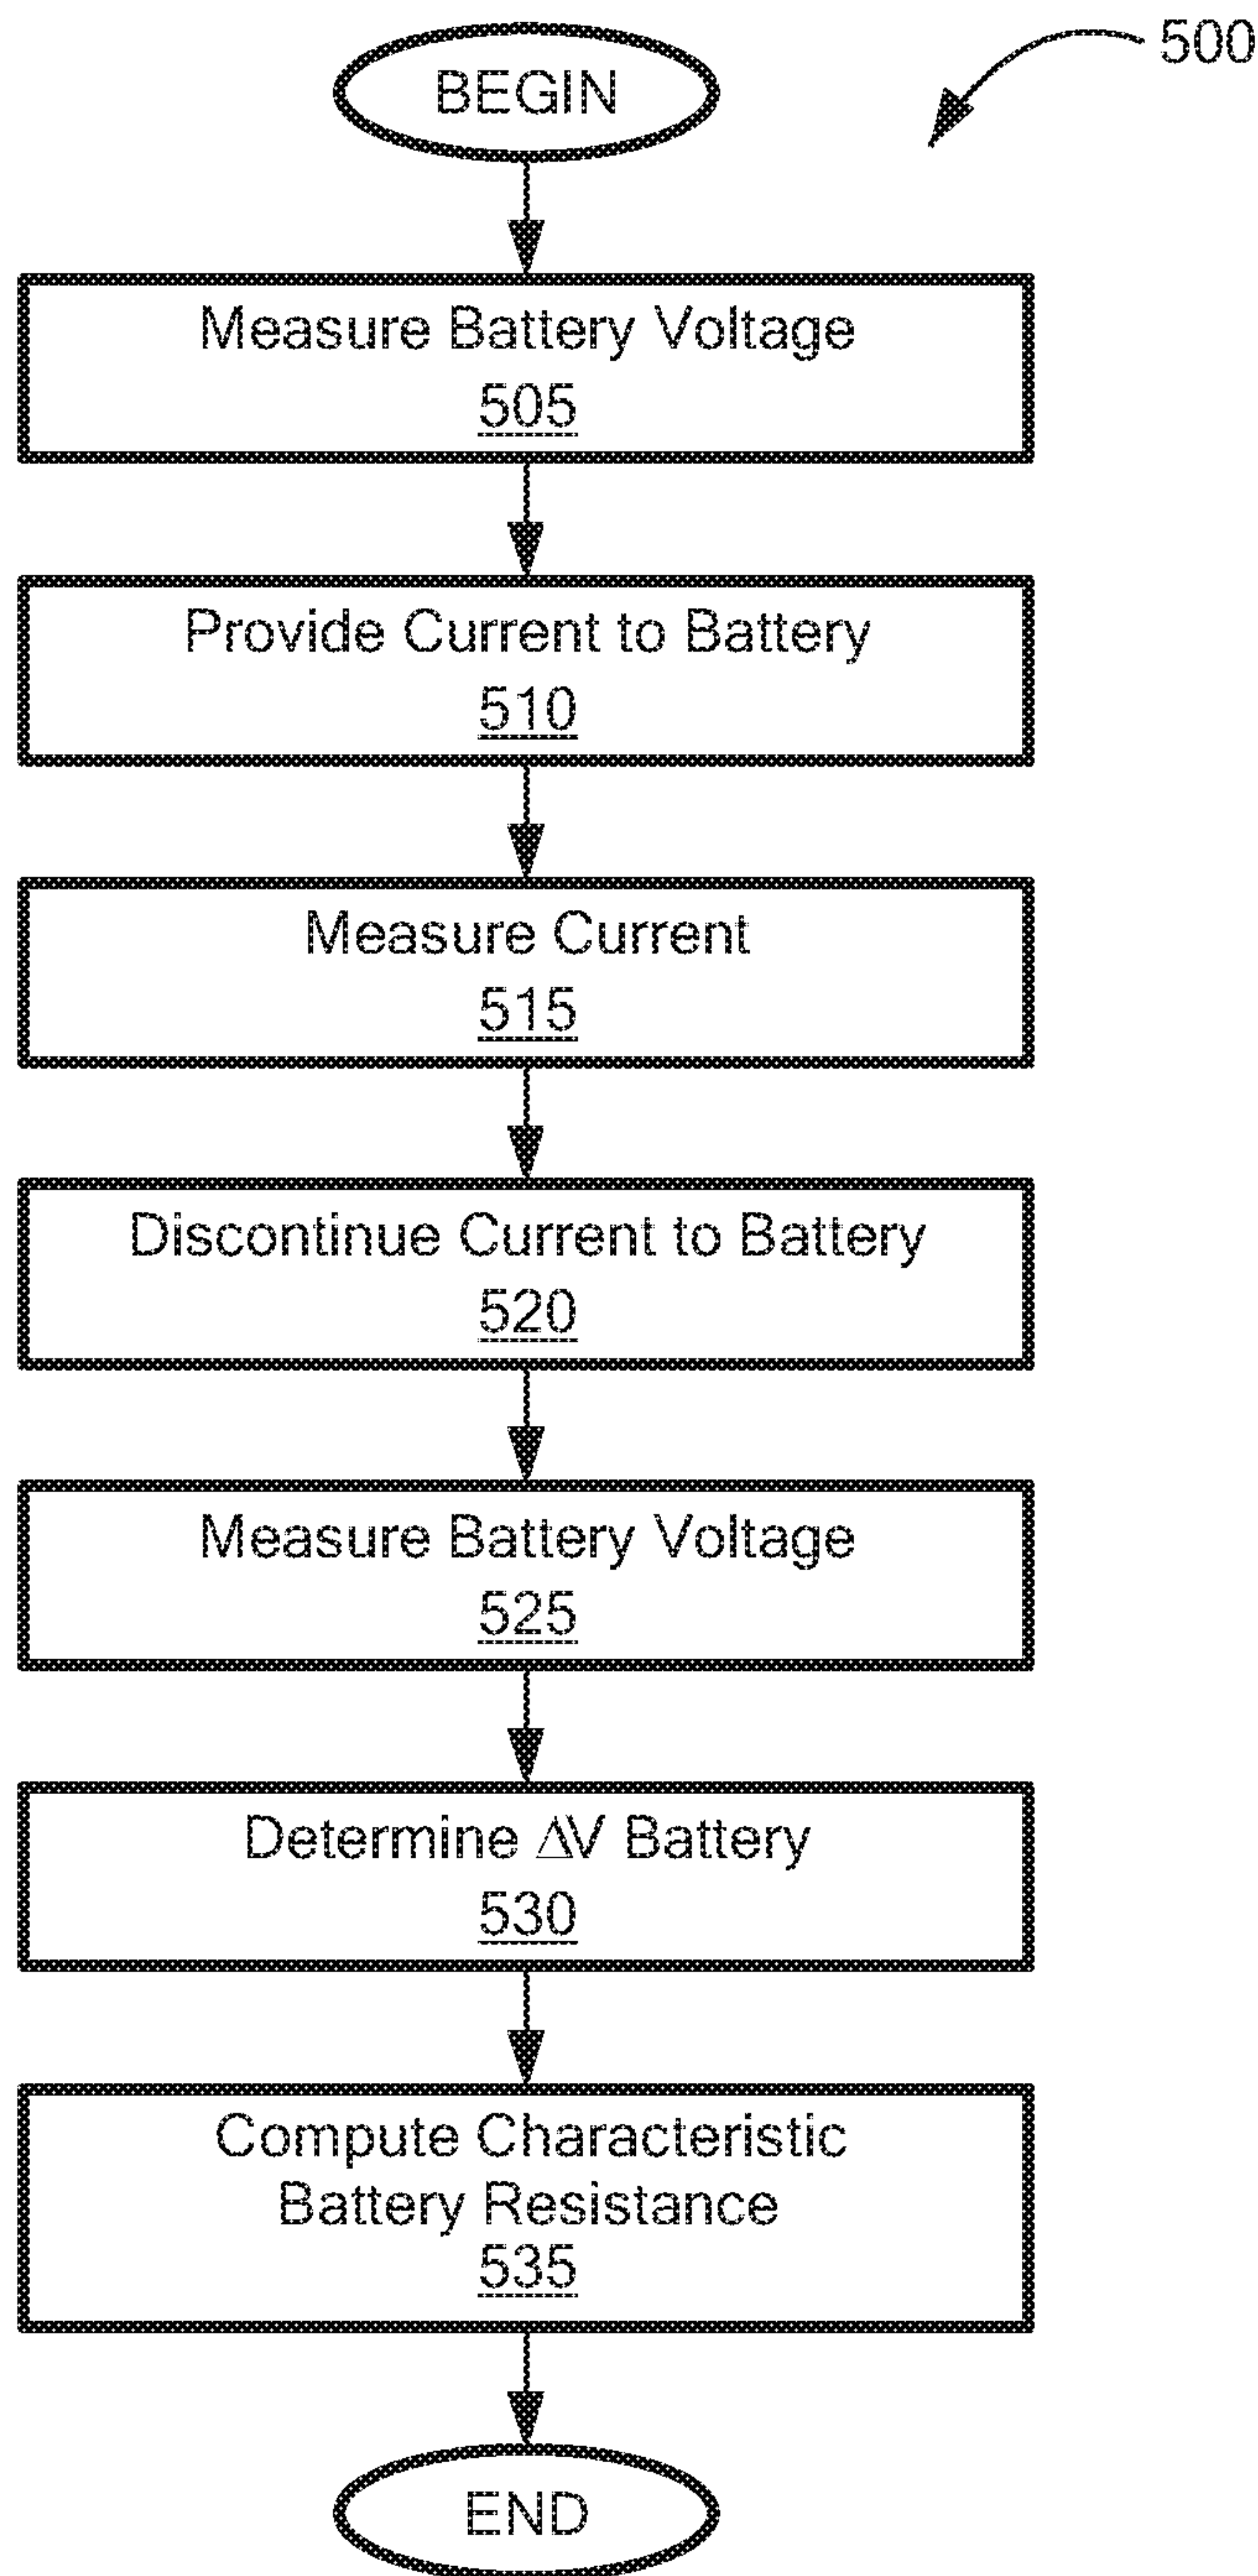 500
BEGIN
Measure Battery Voltage
505
Provide Current to Battery
510
Measure Current
515
Discontinue Current to Battery
520
Measure Battery Voltage
525
Determine ΔV Battery
530
Compute Characteristic
Battery Resistance
535
END